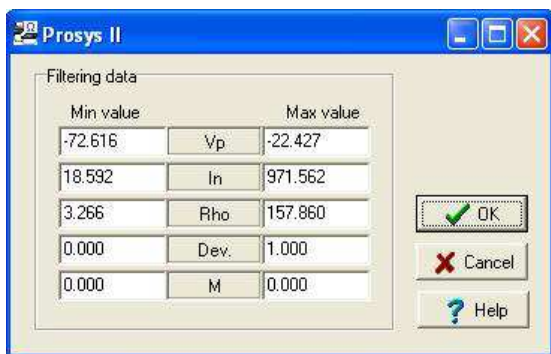 Prosys II
Filtering data
Min value Max value
-72.616 Vp -22.427
18.592 In 971.562
3.266 Rho 157.860
0.000 Dev. 1.000
0.000 M 0.000
OK
Cancel
Help